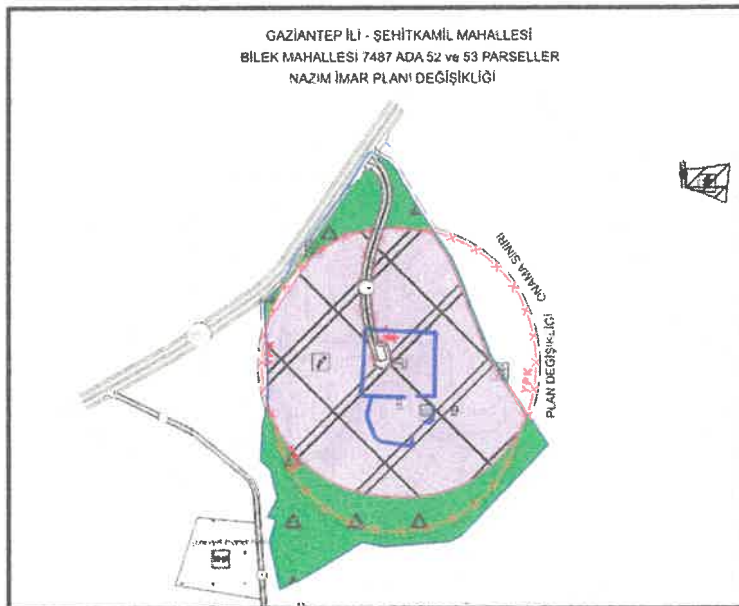 GAZİANTEP İLİ - ŞEHİTKAMİL MAHALLESİ
BİLEK MAHALLESİ 7487 ADA 52 ve 53 PARSELLER
NAZIM İMAR PLANI DEĞİŞİKLİĞİ
ONAMA SINIRI
PLAN DEĞİŞİKLİĞİ
YPK